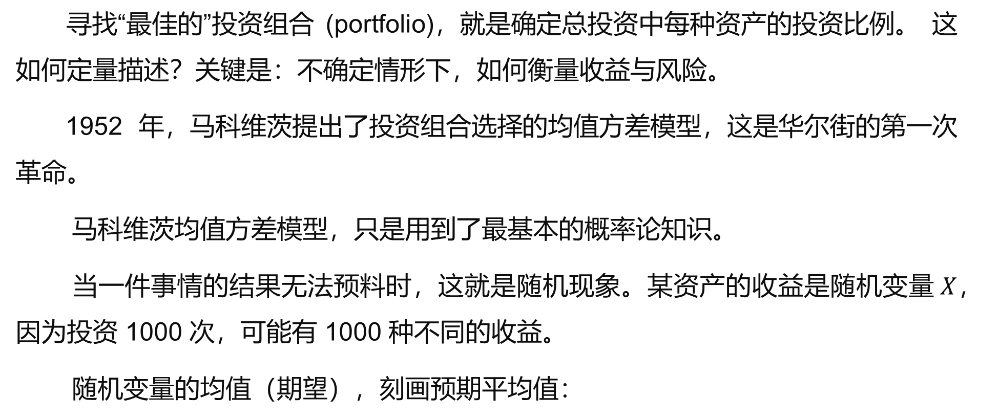 寻找“最佳的”投资组合 (portfolio)，就是确定总投资中每种资产的投资比例。 这
如何定量描述？关键是：不确定情形下，如何衡量收益与风险。
1952 年，马科维茨提出了投资组合选择的均值方差模型，这是华尔街的第一次
革命。
马科维茨均值方差模型，只是用到了最基本的概率论知识。
当一件事情的结果无法预料时，这就是随机现象。某资产的收益是随机变量 X，
因为投资 1000 次，可能有 1000 种不同的收益。
随机变量的均值（期望），刻画预期平均值：